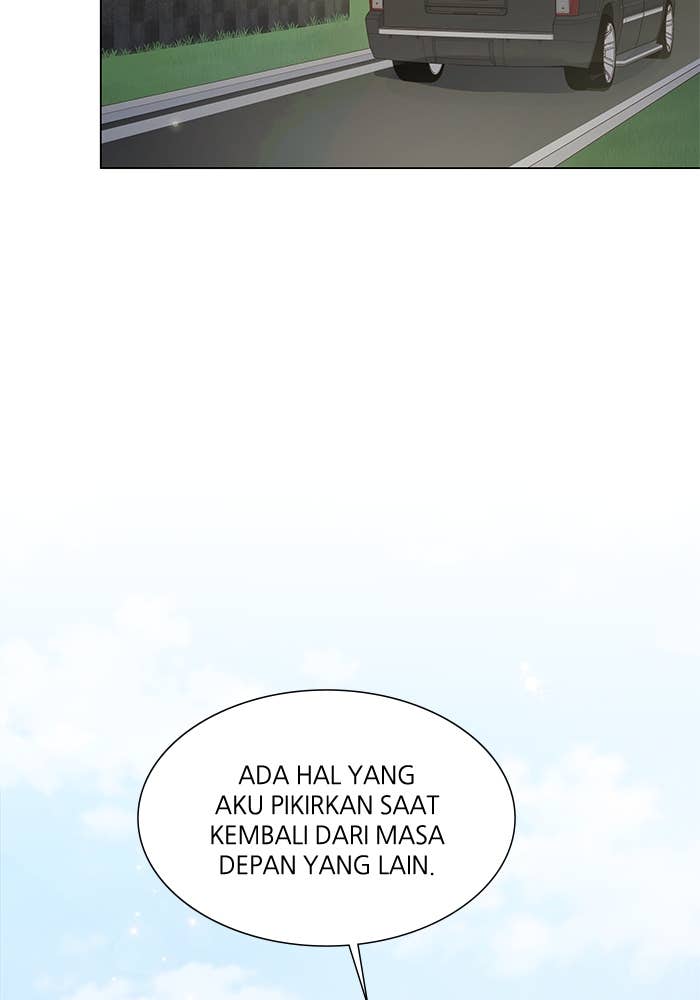 ADA HAL YANG
AKU PIKIRKAN SAAT
KEMBALI DARI MASA
DEPAN YANG LAIN.